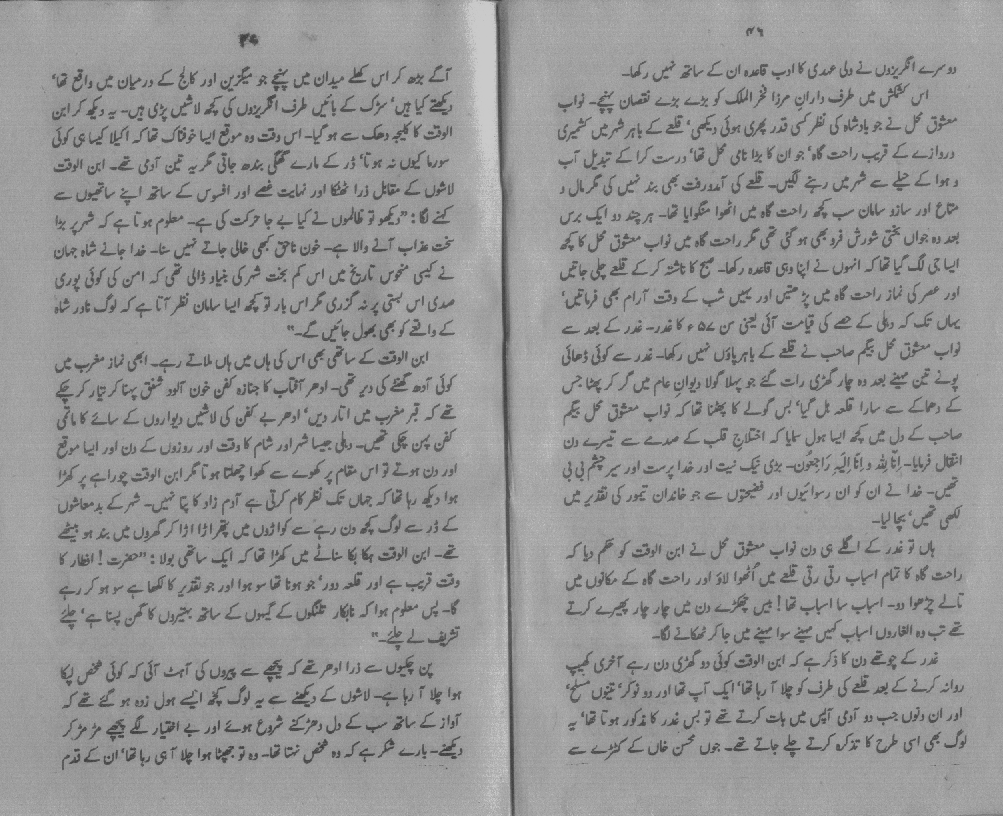 ۴۶
دوسرے انگریزوں نے ولی عہدی کا ادب قاعدہ ان کے ساتھ نہیں رکھا۔
اس کشمکش میں طرف داران مرزا فخر الملک کو بڑے بڑے نقصان پہنچے۔ نواب
معشوق محل نے جو بادشاہ کی نظر کسی قدر پھری ہوئی دیکھی، قلعے کے باہر شہر میں کشمیری
دروازے کے قریب راحت گاہ، جو ان کا بڑا نامی محل تھا، درست کرا کے تبدیل آب
و ہوا کے حیلے سے شہر میں رہنے لگیں۔ قلعے کی آمدورفت بھی بند نہیں کی مگر مال و
متاع اور سازو سامان سب کچھ راحت گاہ میں اٹھوا منگوایا تھا۔ ہر چند دو ایک برس
بعد وہ جواں بختی شورش فرو بھی ہو گئی تھی مگر راحت گاہ میں نواب معشوق محل کا کچھ
ایسا جی لگ گیا تھا کہ انہوں نے اپنا وہی قاعدہ رکھا۔ صبح کا ناشتہ کر کے قلعے چلی جاتیں
اور عصر کی نماز راحت گاہ میں پڑھتیں اور یہیں شب کے وقت آرام بھی فرماتیں،
یہاں تک کہ دہلی کے حصے کی قیامت آئی یعنی سن ۵۷ء کا غدر۔ غدر کے بعد سے
نواب معشوق محل بیگم صاحب نے قلعے کے باہر پاؤں نہیں رکھا۔ غدر سے کوئی ڈھائی
پونے تین مہینے بعد دو چار گھڑی رات گئے جو پہلا گولا دیوان عام میں گر کر پھٹا جس
کے دھماکے سے سارا قلعہ ہل گیا، بس گولے کا پھٹنا تھا کہ نواب معشوق محل بیگم
صاحب کے دل میں کچھ ایسا ہول سمایا کہ اختلاج قلب کے صدمے سے تیسرے دن
انتقال فرمایا۔ اِنّا لِلّٰہ و اِنّا اِلَیہِ رَاجِعُون۔ بڑی نیک نیت اور خدا پرست اور سیر چشم بی بی
تھیں۔ خدا نے ان کو ان رسوائیوں اور فضیحتوں سے جو خاندان تیمور کی تقدیر میں
لکھی تھیں، بچا لیا۔
ہاں تو غدر کے اگلے ہی دن نواب معشوق محل نے ابن الوقت کو حکم دیا کہ
راحت گاہ کا تمام اسباب رتی رتی قلعے میں اُٹھوا لاؤ اور راحت گاہ کے مکانوں میں
تالے چڑھوا دو۔ اسباب سا اسباب تھا! بیس چھکڑے دن میں چار چار پھیرے کرتے
تھے تب وہ الغاروں اسباب کہیں مہینے سوا مہینے میں جا کر ٹھکانے لگا۔
غدر کے چوتھے دن کا ذکر ہے کہ ابن الوقت کوئی دو گھڑی دن رہے آخری کھیپ
روانہ کرنے کے بعد قلعے کی طرف کو چلا آ رہا تھا، ایک آپ تھا اور دو نوکر، تینوں مسلح،
اور ان دنوں جب دو آدمی آپس میں بات کرتے تھے تو بس غدر کا مذکور ہوتا تھا، یہ
لوگ بھی اسی طرح کا تذکرہ کرتے چلے جاتے تھے۔ جوں محسن خاں کے کٹڑے سے
۴۷
آگے بڑھ کر اس کھلے میدان میں پہنچے جو میگزین اور کالج کے درمیان میں واقع تھا،
دیکھتے کیا ہیں، سڑک کے بائیں طرف انگریزوں کی کچھ لاشیں پڑی ہیں۔ یہ دیکھ کر ابن
الوقت کا کلیجہ دھک سے ہو گیا۔ اس وقت وہ موقع ایسا خوفناک تھا کہ اکیلا کیسا ہی کوئی
سورما کیوں نہ ہوتا، ڈر کے مارے گھگی بندھ جاتی مگر یہ تین آدمی تھے۔ ابن الوقت
لاشوں کے مقابل ذرا ٹھٹکا اور نہایت غصے اور افسوس کے ساتھ اپنے ساتھیوں سے
کہنے لگا: ”دیکھو تو ظالموں نے کیا بے جا حرکت کی ہے۔ معلوم ہوتا ہے کہ شہر پر بڑا
سخت عذاب آنے والا ہے۔ خون ناحق کبھی خالی جاتے نہیں سنا۔ خدا جانے شاہ جہان
نے کیسی منحوس تاریخ میں اس کم بخت شہر کی بنیاد ڈالی تھی کہ امن کی کوئی پوری
صدی اس بستی پر نہ گزری مگر اس بار تو کچھ ایسا سامان نظر آتا ہے کہ لوگ نادر شاہ
کے واقعے کو بھی بھول جائیں گے۔“
ابن الوقت کے ساتھی بھی اس کی ہاں میں ہاں ملاتے رہے۔ ابھی نماز مغرب میں
کوئی آدھ گھنٹے کی دیر تھی۔ ادھر آفتاب کا جنازہ کفن خون آلود شفق پہنا کر تیار کر چکے
تھے کہ قبر مغرب میں اتار دیں، ادھر بے کفن کی لاشیں دیواروں کے سائے کا ماتمی
کفن پہن چکی تھیں۔ دہلی جیسا شہر اور شام کا وقت اور روزوں کے دن اور ایسا موقع
اور دن ہوتے تو اس مقام پر کھوے سے کھوا چھلتا ہوتا مگر ابن الوقت چوراہے پر کھڑا
ہوا دیکھ رہا تھا کہ جہاں تک نظر کام کرتی ہے آدم زاد کا پتا نہیں۔ شہر کے بدمعاشوں
کے ڈر سے لوگ کچھ دن رہے سے کواڑوں میں پتھر اڑا اڑا کر گھروں میں بند ہو بیٹھے
تھے۔ ابن الوقت ہکا بکا سناٹے میں کھڑا تھا کہ ایک ساتھی بولا: ”حضرت! افطار کا
وقت قریب ہے اور قلعہ دور، جو ہونا تھا سو ہوا اور جو تقدیر کا لکھا ہے سو ہو کر رہے
گا۔ پس معلوم ہوا کہ نابکار تلنگوں کے گیہوں کے ساتھ بہتیروں کا گھن پسنا ہے، چلئے
تشریف لے چلئے۔“
پن چکیوں سے ذرا ادھر تھے کہ پیچھے سے پیروں کی آہٹ آئی کہ کوئی شخص لپکا
ہوا چلا آ رہا ہے۔ لاشوں کے دیکھنے سے یہ لوگ کچھ ایسے ہول زدہ ہو گئے تھے کہ
آواز کے ساتھ سب کے دل دھڑکنے شروع ہوئے اور بے اختیار لگے پیچھے مڑ مڑ کر
دیکھنے۔ بارے شکر ہے کہ وہ شخص نہتا تھا۔ وہ تو جھپٹا ہوا چلا آ ہی رہا تھا، ان کے قدم